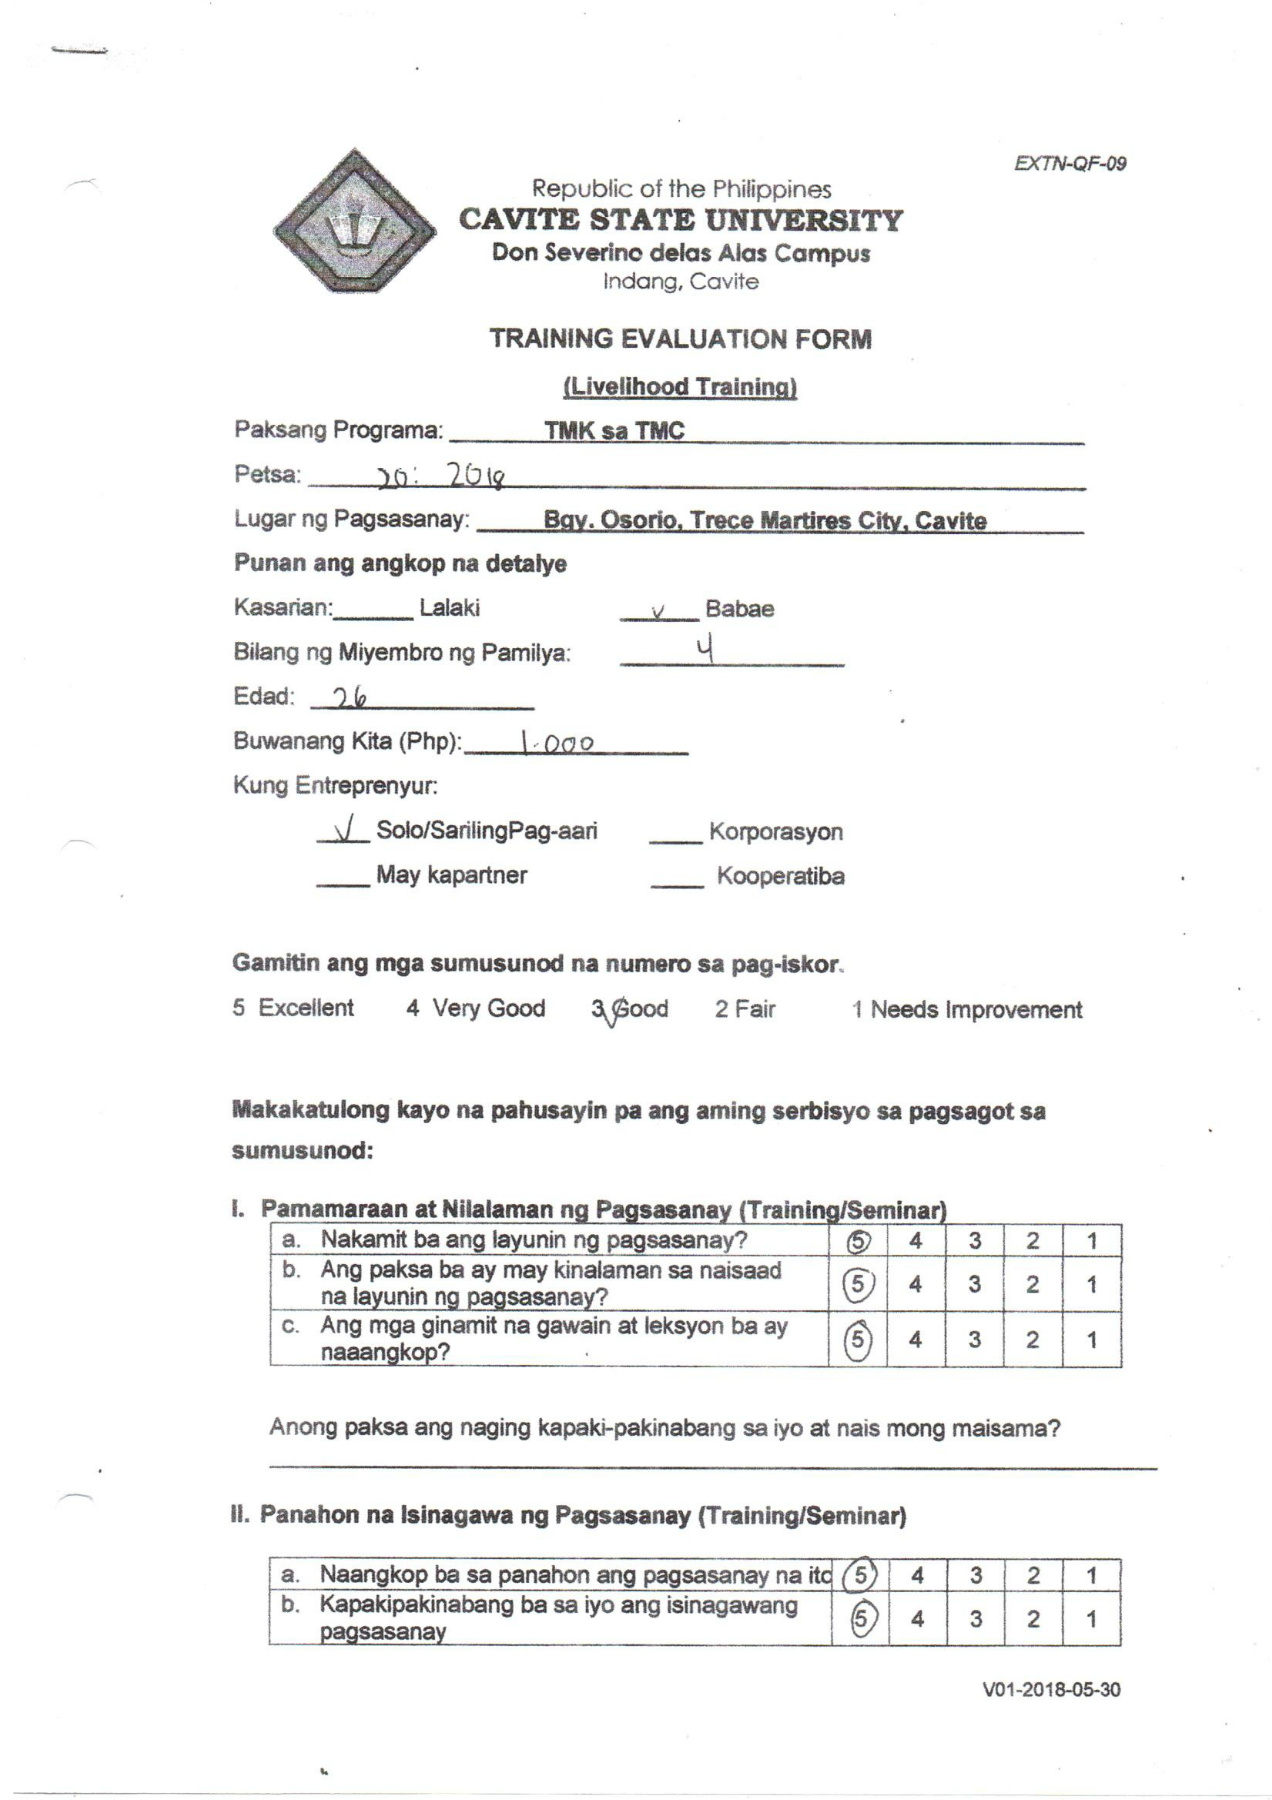 EXTN-QF-09
Republic of the Philippines
CAVITE STATE UNIVERSITY
Don Severino delas Alas Campus
Indang, Cavite
TRAINING EVALUATION FORM
(Livelihood Training)
Paksang Programa: TMK sa TMC
Petsa: 20: 2018
Lugar ng Pagsasanay: Bgy. Osorio, Trece Martires City, Cavite
Punan ang angkop na detalye
Kasarian: Lalaki ✓ Babae
Bilang ng Miyembro ng Pamilya: 4
Edad: 26
Buwanang Kita (Php): 1.000
Kung Entreprenyur:
✓ Solo/SarilingPag-aari Korporasyon
May kapartner Kooperatiba
Gamitin ang mga sumusunod na numero sa pag-iskor.
5 Excellent 4 Very Good 3 Good 2 Fair 1 Needs Improvement
Makakatulong kayo na pahusayin pa ang aming serbisyo sa pagsagot sa
sumusunod:
I. Pamamaraan at Nilalaman ng Pagsasanay (Training/Seminar)
a. Nakamit ba ang layunin ng pagsasanay? 5 4 3 2 1
b. Ang paksa ba ay may kinalaman sa naisaad
na layunin ng pagsasanay? 5 4 3 2 1
c. Ang mga ginamit na gawain at leksyon ba ay
naaangkop? 5 4 3 2 1
Anong paksa ang naging kapaki-pakinabang sa iyo at nais mong maisama?
II. Panahon na Isinagawa ng Pagsasanay (Training/Seminar)
a. Naangkop ba sa panahon ang pagsasanay na ito 5 4 3 2 1
b. Kapakipakinabang ba sa iyo ang isinagawang
pagsasanay 5 4 3 2 1
V01-2018-05-30